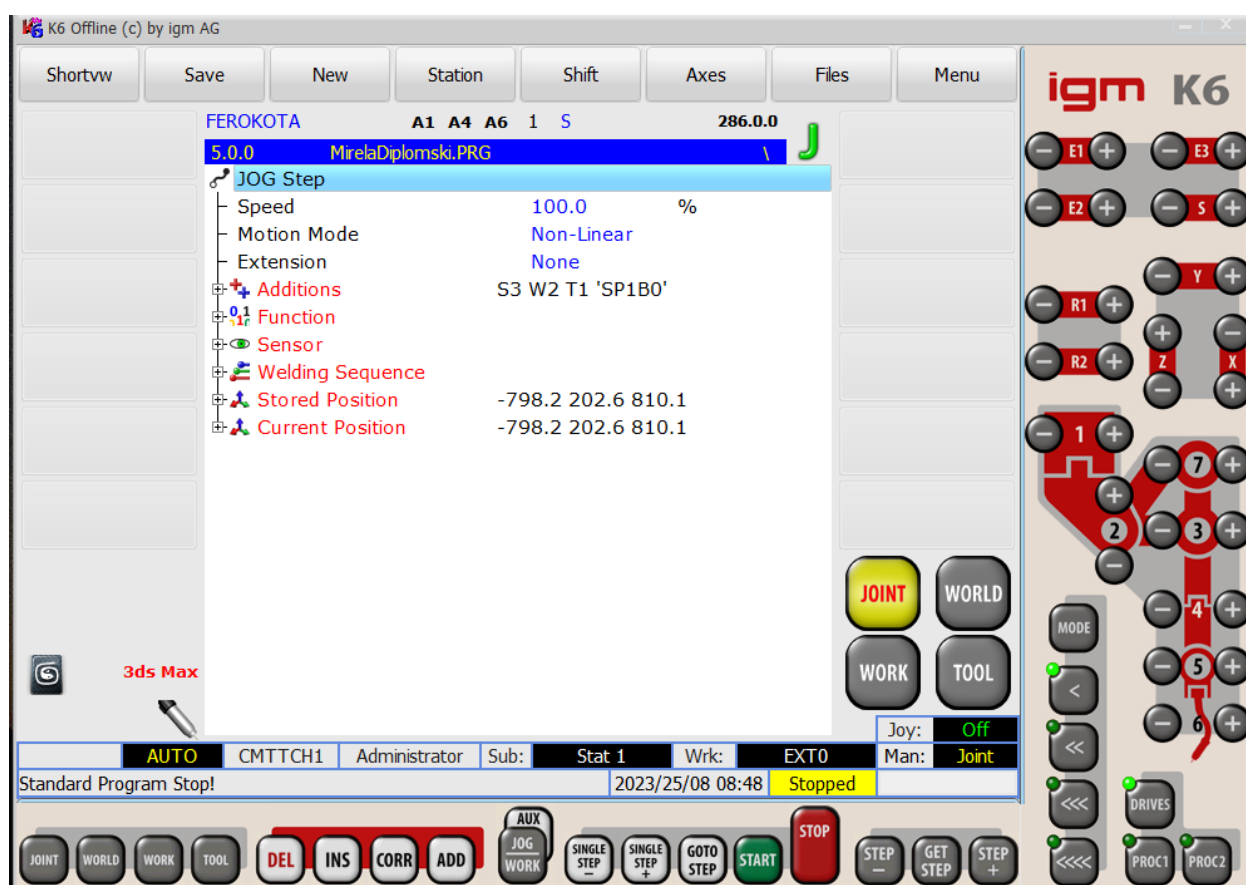 K6 Offline (c) by igm AG
Shortvw Save New Station Shift Axes Files Menu
igm K6
FEROKOTA A1 A4 A6 1 S 286.0.0
5.0.0 MirelaDiplomski.PRG \
J
JOG Step
Speed 100.0 %
Motion Mode Non-Linear
Extension None
Additions S3 W2 T1 'SP1B0'
Function
Sensor
Welding Sequence
Stored Position -798.2 202.6 810.1
Current Position -798.2 202.6 810.1
JOINT WORLD
WORK TOOL
3ds Max
Joy: Off
AUTO CMTTCH1 Administrator Sub: Stat 1 Wrk: EXT0 Man: Joint
Standard Program Stop! 2023/25/08 08:48 Stopped
JOINT WORLD WORK TOOL
DEL INS CORR ADD
AUX
JOG
WORK
SINGLE STEP −
SINGLE STEP +
GOTO STEP
START
STOP
STEP −
GET STEP
STEP +
− E1 + − E3 +
− E2 + − S +
− Y +
− R1 +
− R2 +
+ Z −
− X +
− 1 +
− 7 +
+ 2 −
− 3 +
− 4 +
− 5 +
− 6 +
MODE
<
<<
<<<
<<<<
DRIVES
PROC1 PROC2